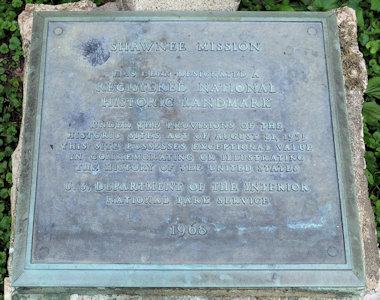 SHAWNEE MISSION
HAS BEEN DESIGNATED A
REGISTERED NATIONAL
HISTORIC LANDMARK
UNDER THE PROVISIONS OF THE
HISTORIC SITES ACT OF AUGUST 21, 1935
THIS SITE POSSESSES EXCEPTIONAL VALUE
IN COMMEMORATING OR ILLUSTRATING
THE HISTORY OF THE UNITED STATES
U. S. DEPARTMENT OF THE INTERIOR
NATIONAL PARK SERVICE
1968